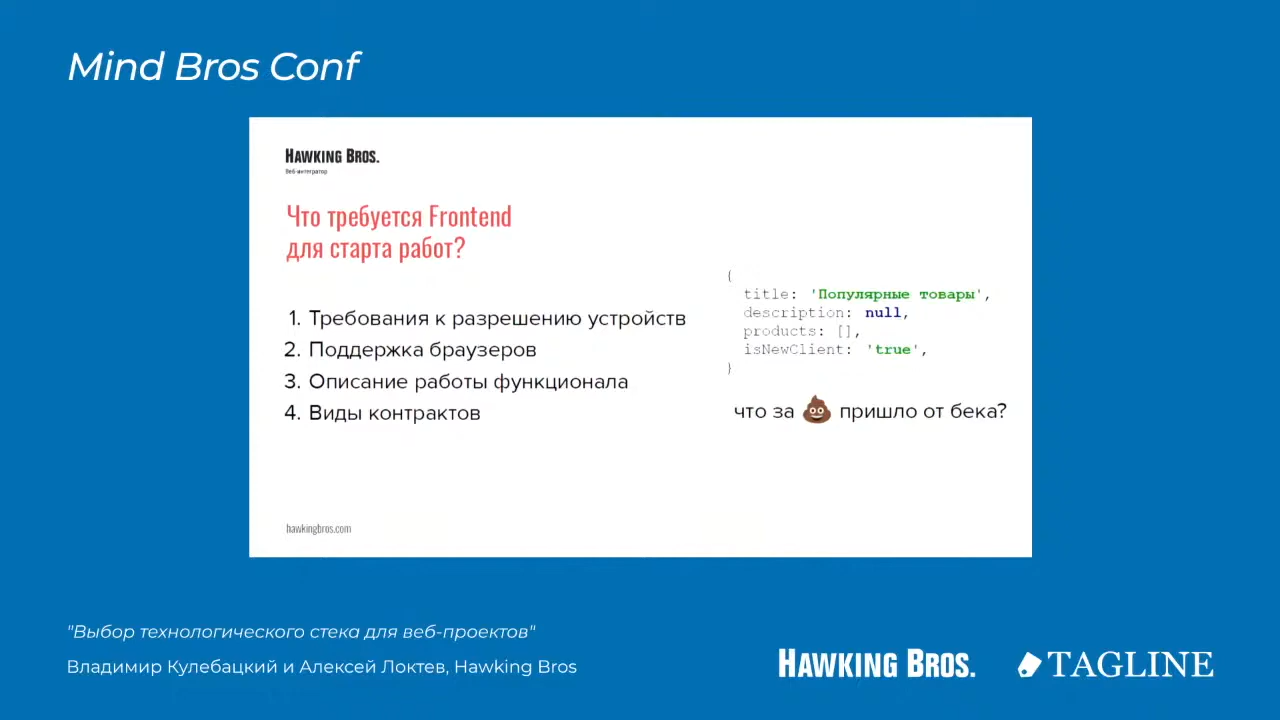 Mind Bros Conf
HAWKING BROS.
Веб-интегратор
Что требуется Frontend
для старта работ?
1. Требования к разрешению устройств
2. Поддержка браузеров
3. Описание работы функционала
4. Виды контрактов
{
title: 'Популярные товары',
description: null,
products: [],
isNewClient: 'true',
}
что за 💩 пришло от бека?
hawkingbros.com
"Выбор технологического стека для веб-проектов"
Владимир Кулебацкий и Алексей Локтев, Hawking Bros
HAWKING BROS.
TAGLINE